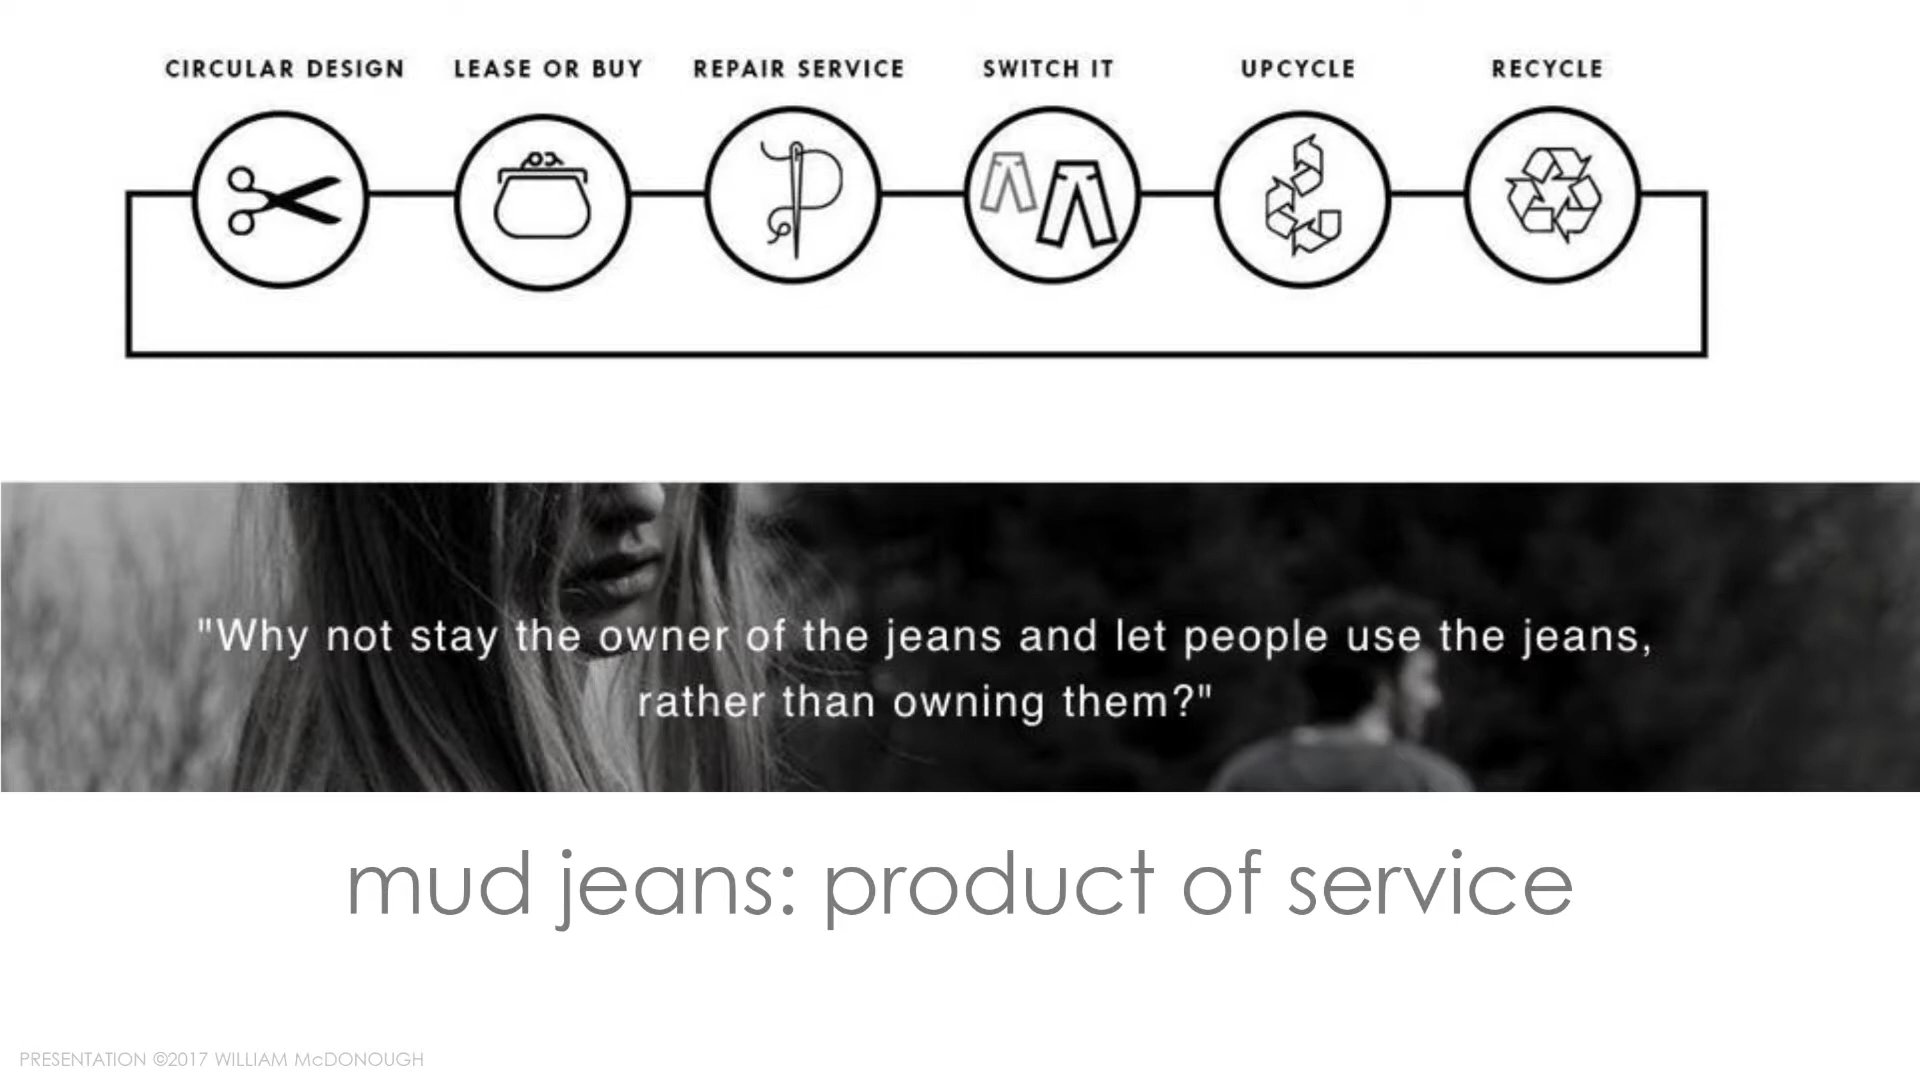 CIRCULAR DESIGN LEASE OR BUY REPAIR SERVICE SWITCH IT UPCYCLE RECYCLE
"Why not stay the owner of the jeans and let people use the jeans,
rather than owning them?"
mud jeans: product of service
PRESENTATION ©2017 WILLIAM McDONOUGH